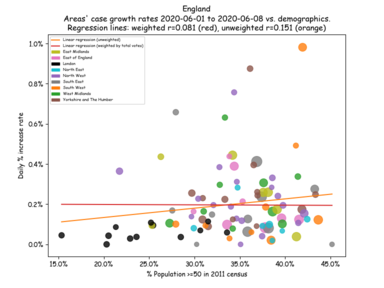 England
Areas' case growth rates 2020-06-01 to 2020-06-08 vs. demographics.
Regression lines: weighted r=0.081 (red), unweighted r=0.151 (orange)
Linear regression (unweighted)
Linear regression (weighted by total cases)
East Midlands
East of England
London
North East
North West
South East
South West
West Midlands
Yorkshire and The Humber
Daily % increase rate
1.0%
0.8%
0.6%
0.4%
0.2%
0.0%
15.0% 20.0% 25.0% 30.0% 35.0% 40.0% 45.0%
% Population >=50 in 2011 census